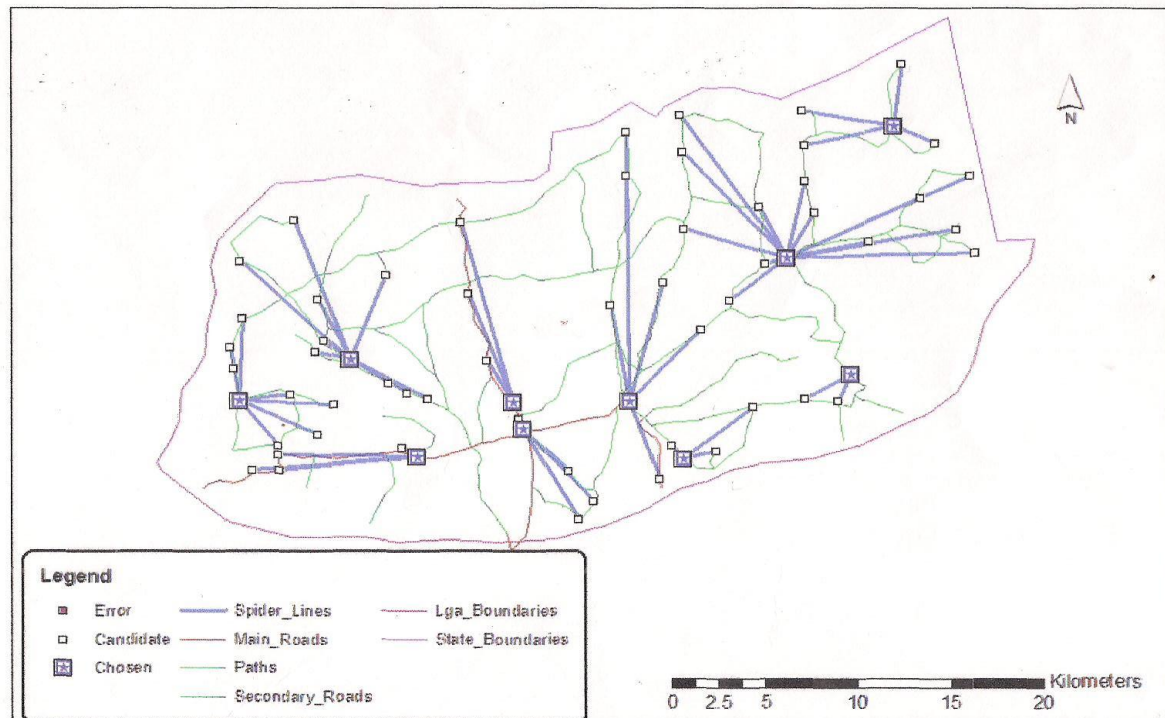 N
Legend
Error
Spider_Lines
Lga_Boundaries
Candidate
Main_Roads
State_Boundaries
Chosen
Paths
Secondary_Roads
Kilometers
0 2.5 5 10 15 20